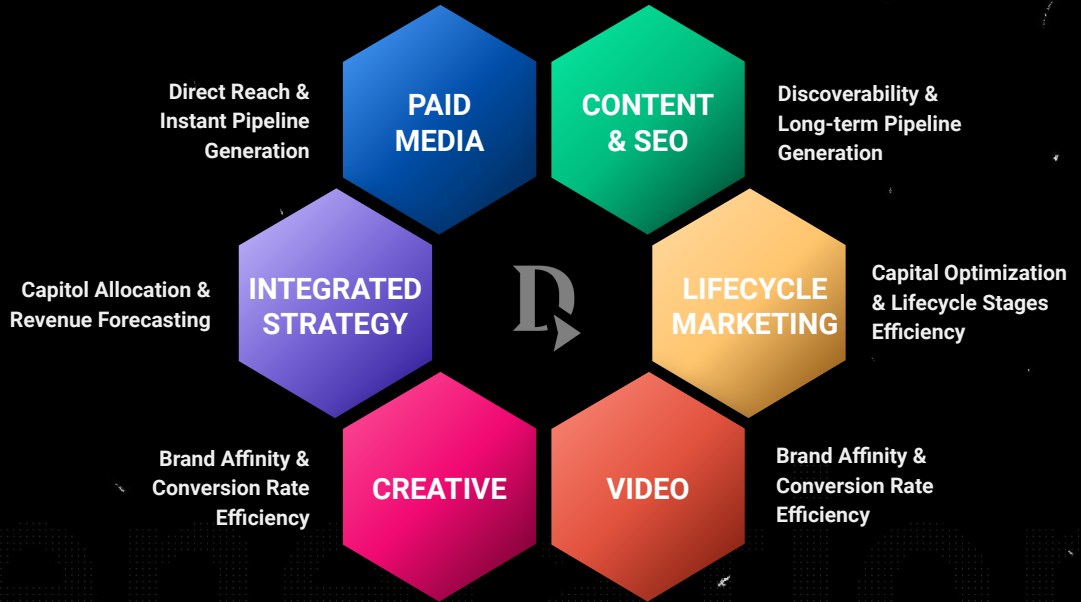 Direct Reach &
Instant Pipeline
Generation
PAID
MEDIA
CONTENT
& SEO
Discoverability &
Long-term Pipeline
Generation
Capitol Allocation &
Revenue Forecasting
INTEGRATED
STRATEGY
D
LIFECYCLE
MARKETING
Capital Optimization
& Lifecycle Stages
Efficiency
Brand Affinity &
Conversion Rate
Efficiency
CREATIVE
VIDEO
Brand Affinity &
Conversion Rate
Efficiency